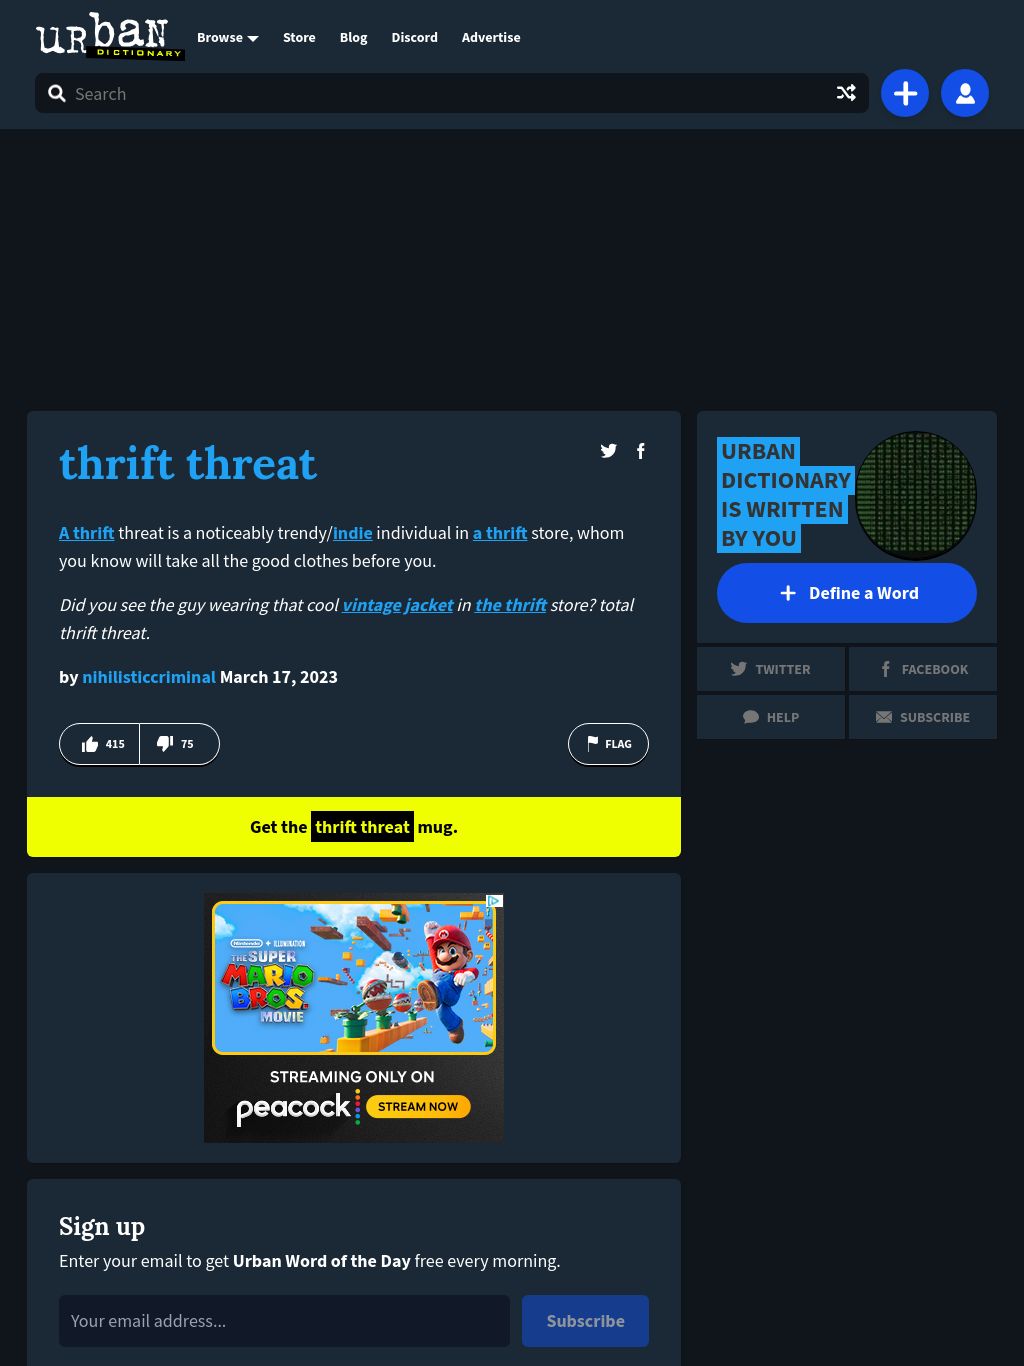 urban
DICTIONARY
Browse
Store
Blog
Discord
Advertise
Search
thrift threat
A thrift threat is a noticeably trendy/indie individual in a thrift store, whom
you know will take all the good clothes before you.
Did you see the guy wearing that cool vintage jacket in the thrift store? total
thrift threat.
by nihilisticcriminal March 17, 2023
415
75
FLAG
Get the thrift threat mug.
URBAN
DICTIONARY
IS WRITTEN
BY YOU
Define a Word
TWITTER
FACEBOOK
HELP
SUBSCRIBE
Nintendo + ILLUMINATION
THE SUPER
MARIO
BROS.
MOVIE
STREAMING ONLY ON
peacock
STREAM NOW
Sign up
Enter your email to get Urban Word of the Day free every morning.
Your email address...
Subscribe